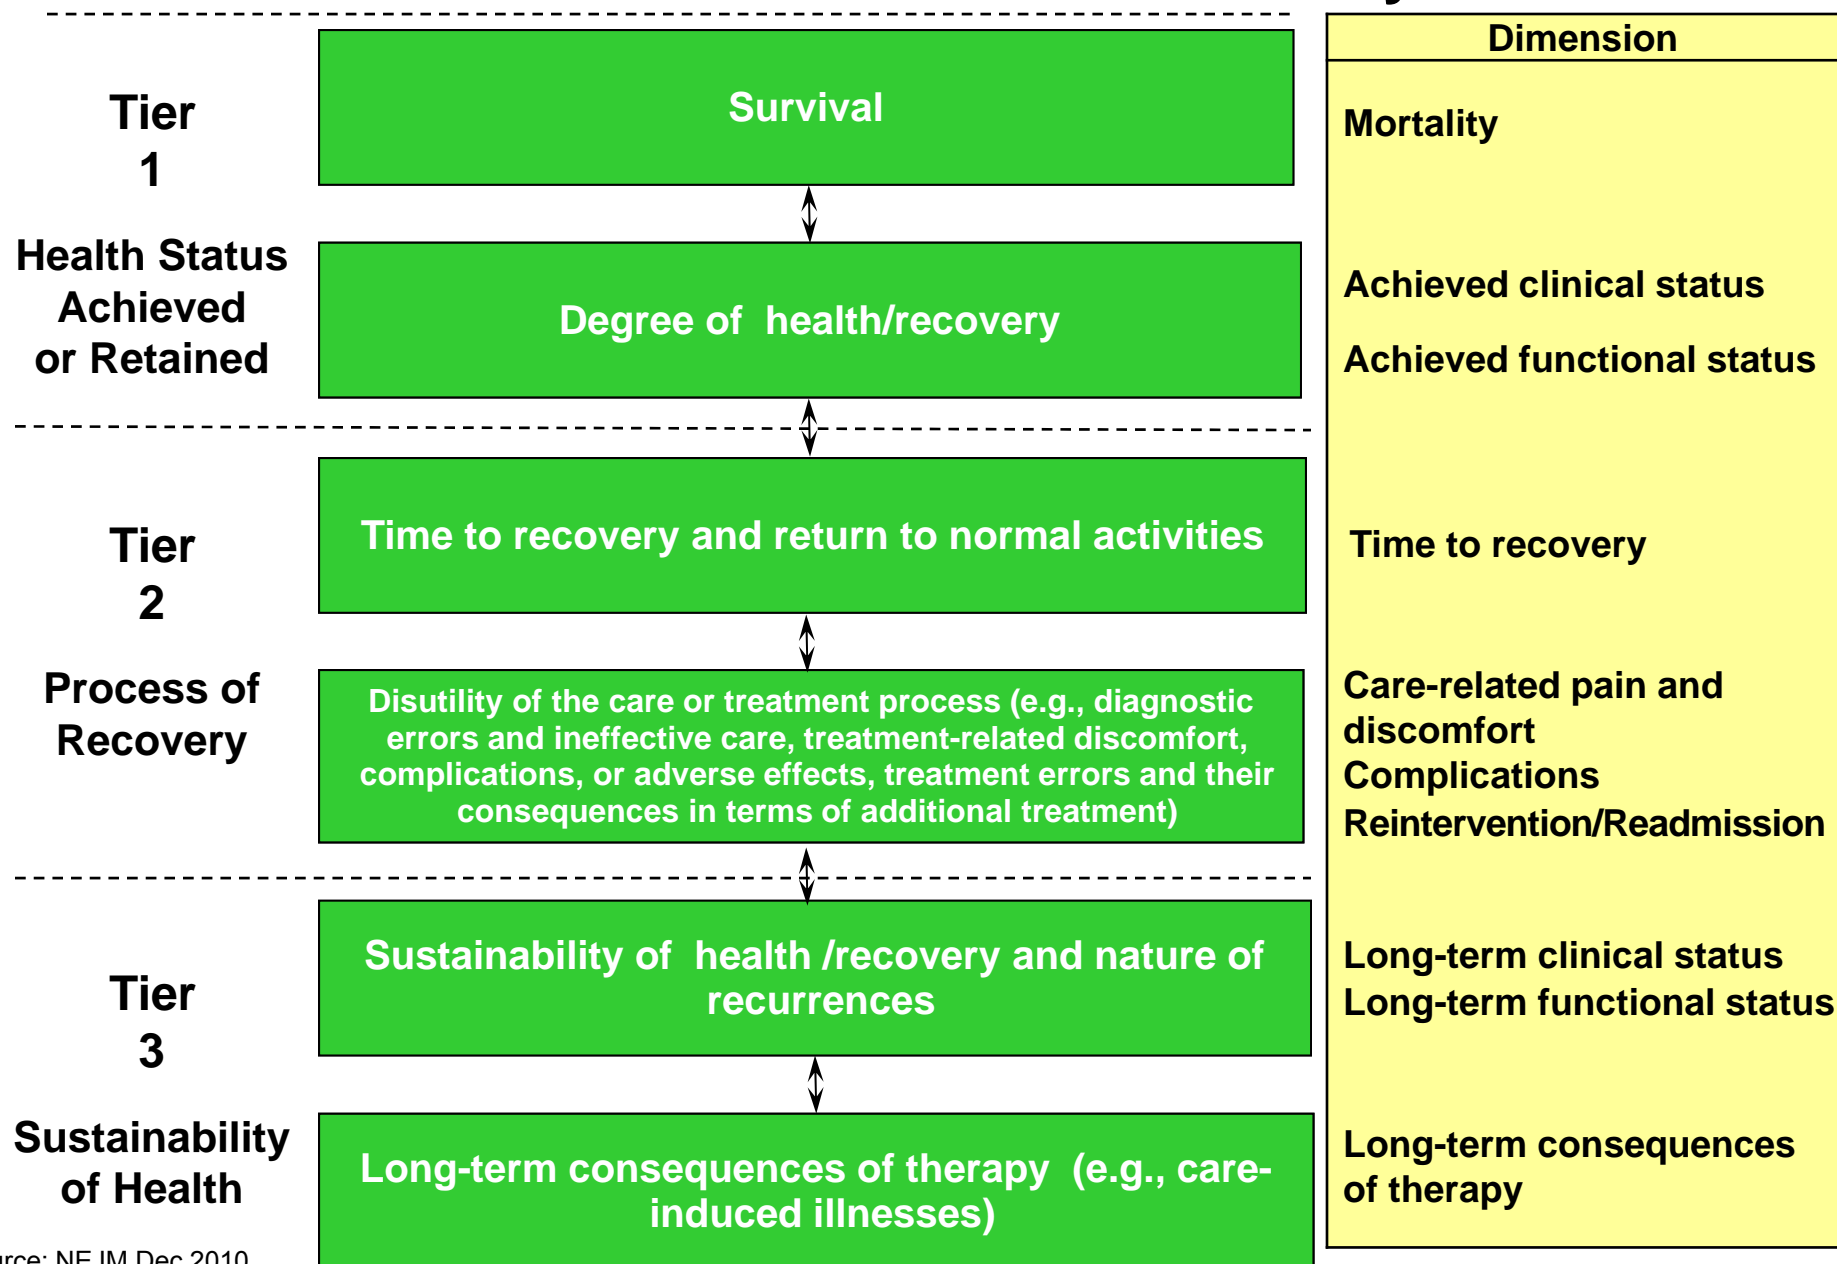 Dimension
Tier
1
Health Status
Achieved
or Retained
Survival
Mortality
Degree of health/recovery
Achieved clinical status
Achieved functional status
Tier
2
Process of
Recovery
Time to recovery and return to normal activities
Time to recovery
Disutility of the care or treatment process (e.g., diagnostic
errors and ineffective care, treatment-related discomfort,
complications, or adverse effects, treatment errors and their
consequences in terms of additional treatment)
Care-related pain and
discomfort
Complications
Reintervention/Readmission
Tier
3
Sustainability
of Health
Sustainability of health /recovery and nature of
recurrences
Long-term clinical status
Long-term functional status
Long-term consequences of therapy (e.g., care-
induced illnesses)
Long-term consequences
of therapy
urce: NEJM Dec 2010